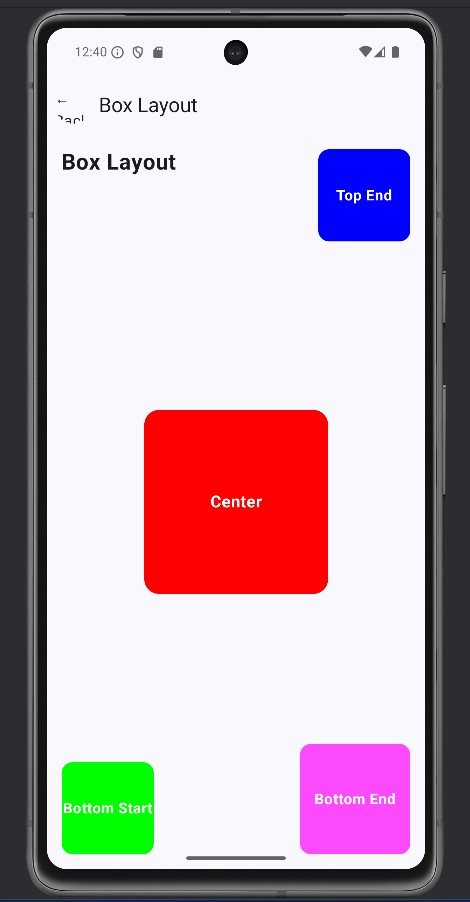 12:40
←
Box Layout
Box Layout
Top End
Center
Bottom Start
Bottom End